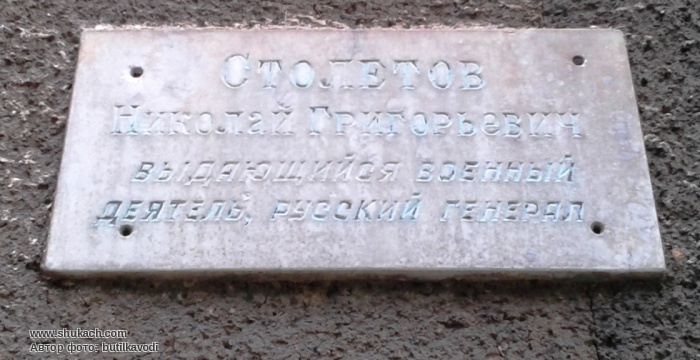 Столетов
Николай Григорьевич
выдающийся военный
деятель, русский генерал
www.shukach.com
Автор фото: butilkavodi